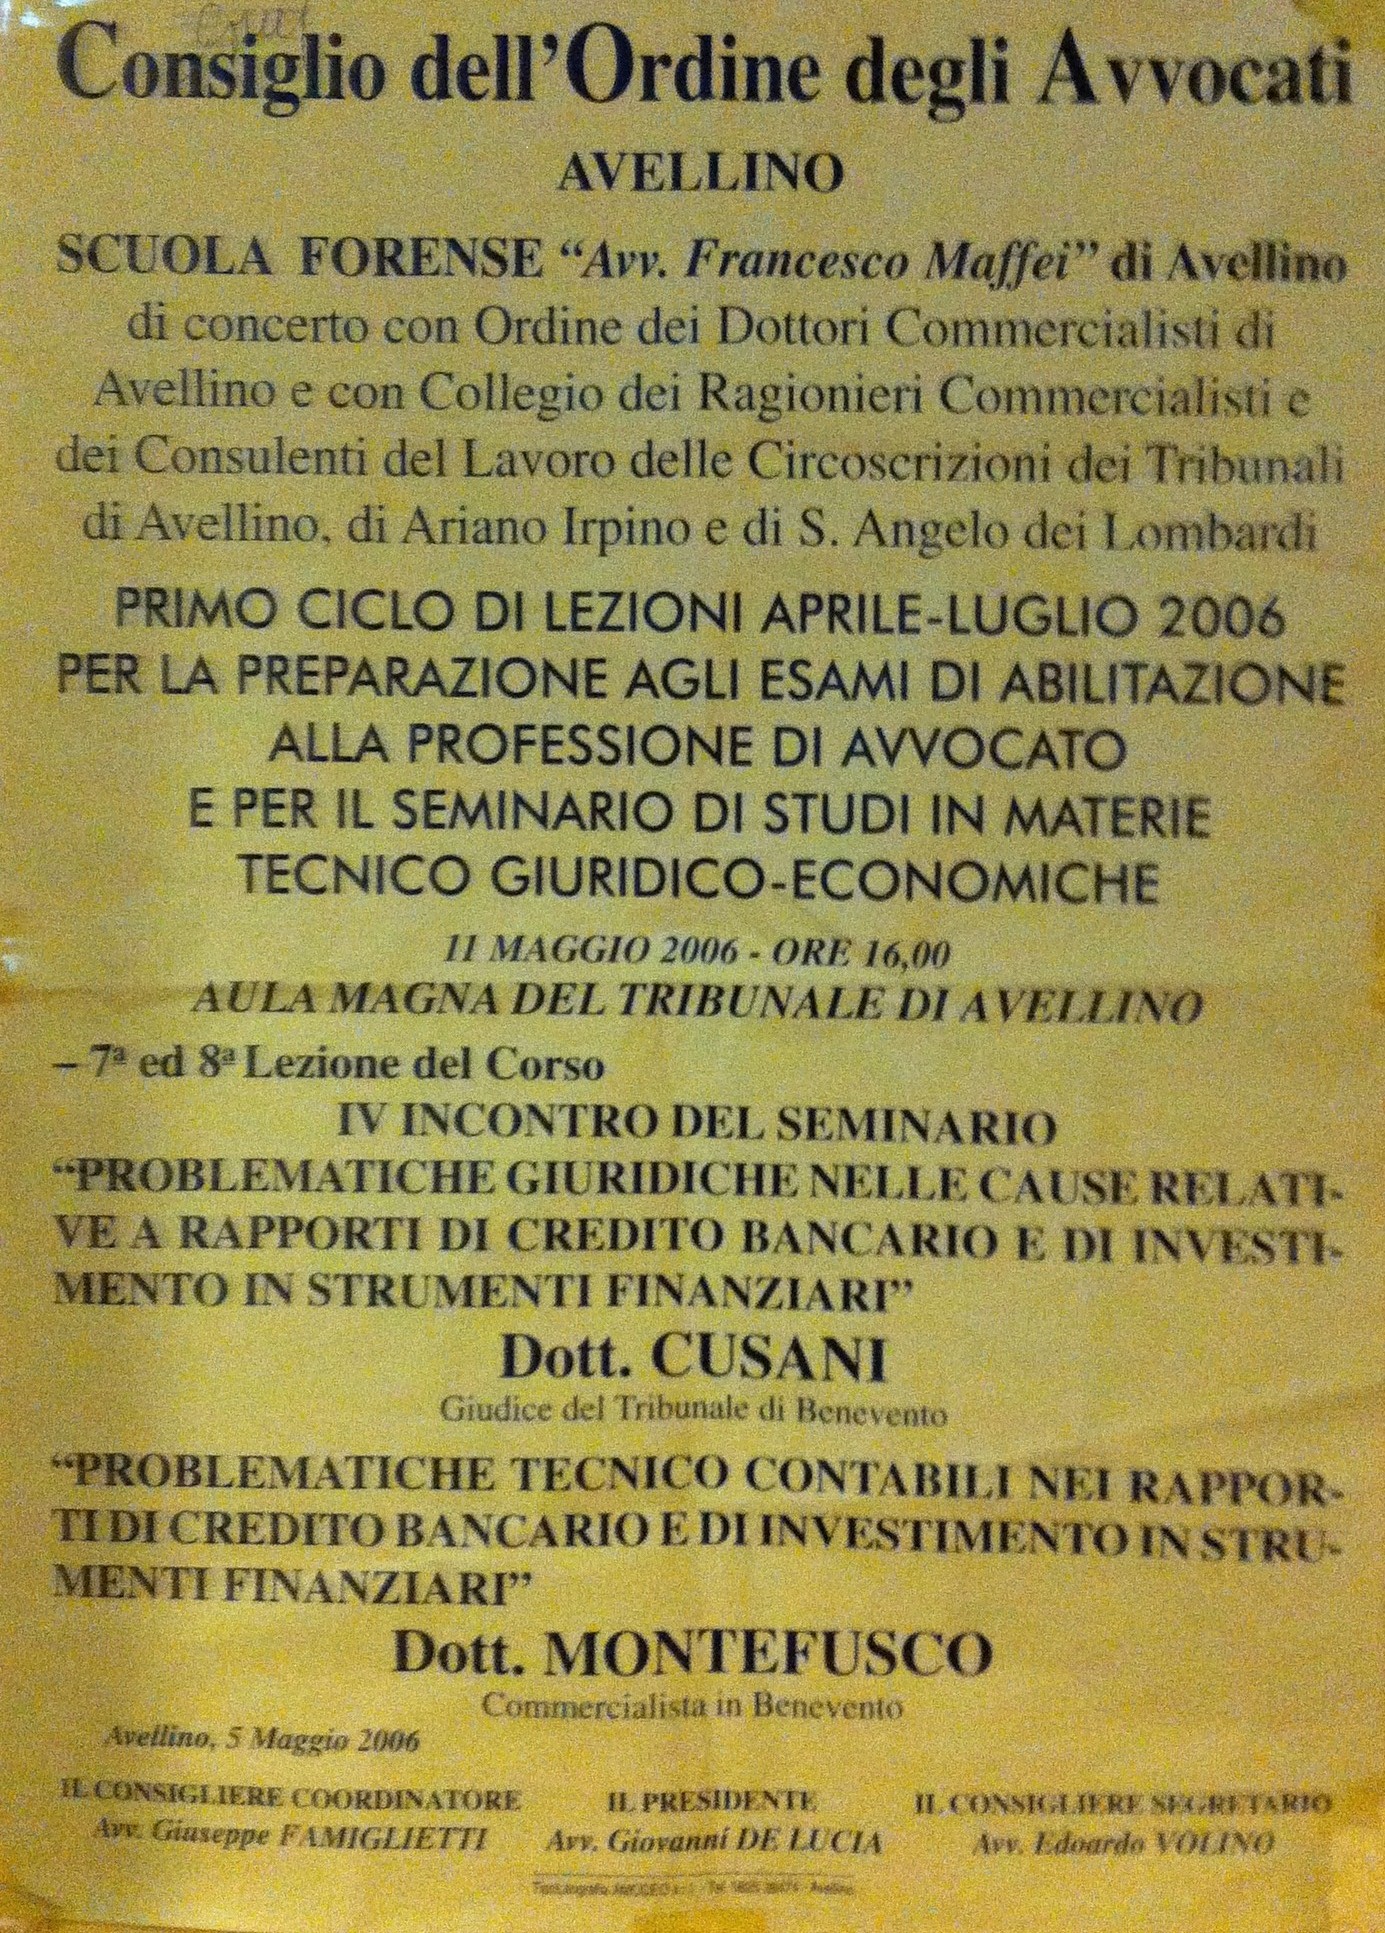 Consiglio dell'Ordine degli Avvocati
AVELLINO
SCUOLA FORENSE “Avv. Francesco Maffei” di Avellino
di concerto con Ordine dei Dottori Commercialisti di
Avellino e con Collegio dei Ragionieri Commercialisti e
dei Consulenti del Lavoro delle Circoscrizioni dei Tribunali
di Avellino, di Ariano Irpino e di S. Angelo dei Lombardi
PRIMO CICLO DI LEZIONI APRILE-LUGLIO 2006
PER LA PREPARAZIONE AGLI ESAMI DI ABILITAZIONE
ALLA PROFESSIONE DI AVVOCATO
E PER IL SEMINARIO DI STUDI IN MATERIE
TECNICO GIURIDICO-ECONOMICHE
11 MAGGIO 2006 - ORE 16,00
AULA MAGNA DEL TRIBUNALE DI AVELLINO
– 7ª ed 8ª Lezione del Corso
IV INCONTRO DEL SEMINARIO
“PROBLEMATICHE GIURIDICHE NELLE CAUSE RELATI-
VE A RAPPORTI DI CREDITO BANCARIO E DI INVESTI-
MENTO IN STRUMENTI FINANZIARI”
Dott. CUSANI
Giudice del Tribunale di Benevento
“PROBLEMATICHE TECNICO CONTABILI NEI RAPPOR-
TI DI CREDITO BANCARIO E DI INVESTIMENTO IN STRU-
MENTI FINANZIARI”
Dott. MONTEFUSCO
Commercialista in Benevento
Avellino, 5 Maggio 2006
IL CONSIGLIERE COORDINATORE IL PRESIDENTE IL CONSIGLIERE SEGRETARIO
Avv. Giuseppe FAMIGLIETTI Avv. Giovanni DE LUCIA Avv. Edoardo VOLINO